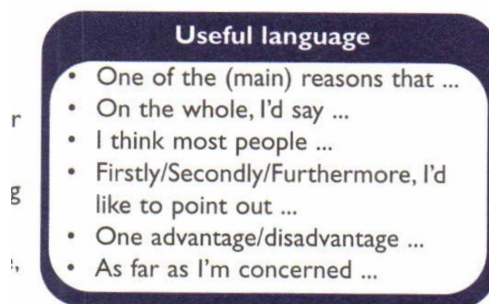 Useful language
• One of the (main) reasons that ...
• On the whole, I'd say ...
• I think most people ...
• Firstly/Secondly/Furthermore, I'd
like to point out ...
• One advantage/disadvantage ...
• As far as I'm concerned ...
r
g
,